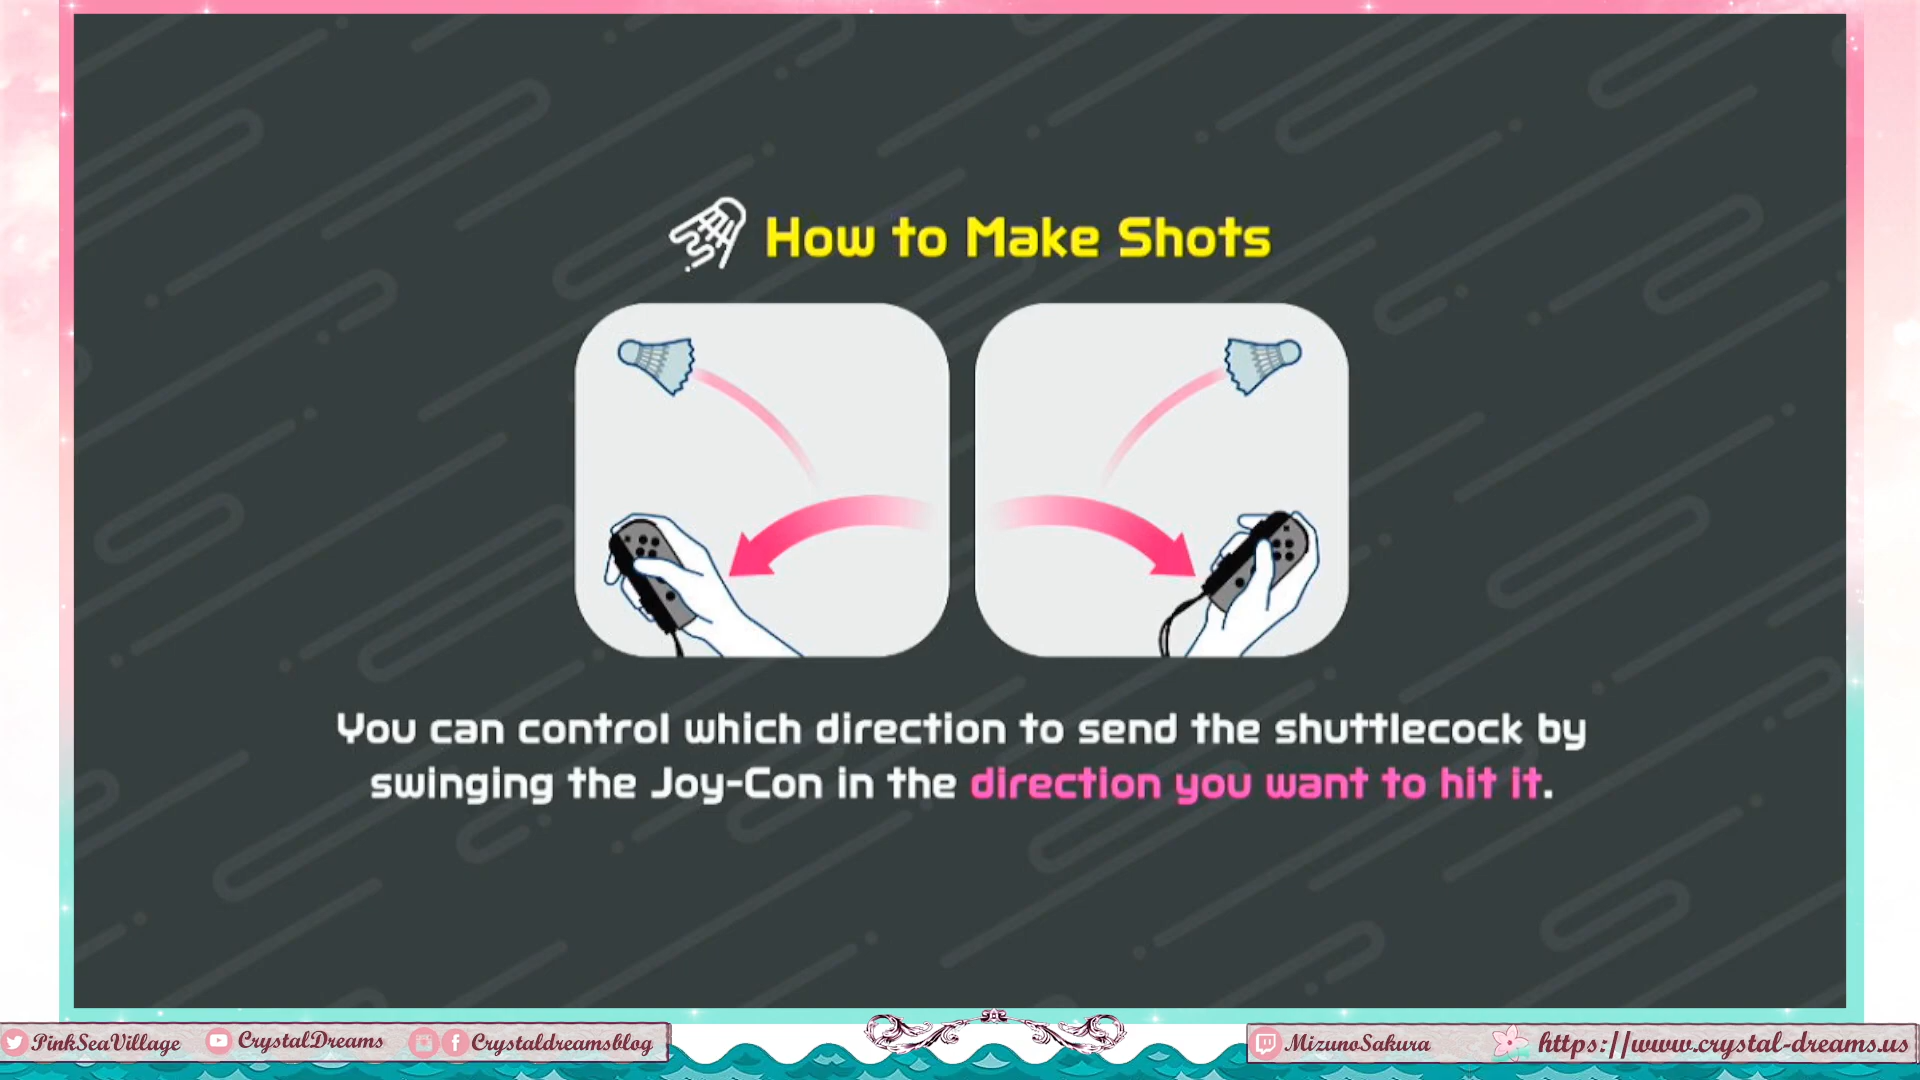 How to Make Shots
You can control which direction to send the shuttlecock by
swinging the Joy-Con in the direction you want to hit it.
PinkSeaVillage CrystalDreams Crystaldreamsblog MizunoSakura https://www.crystal-dreams.us